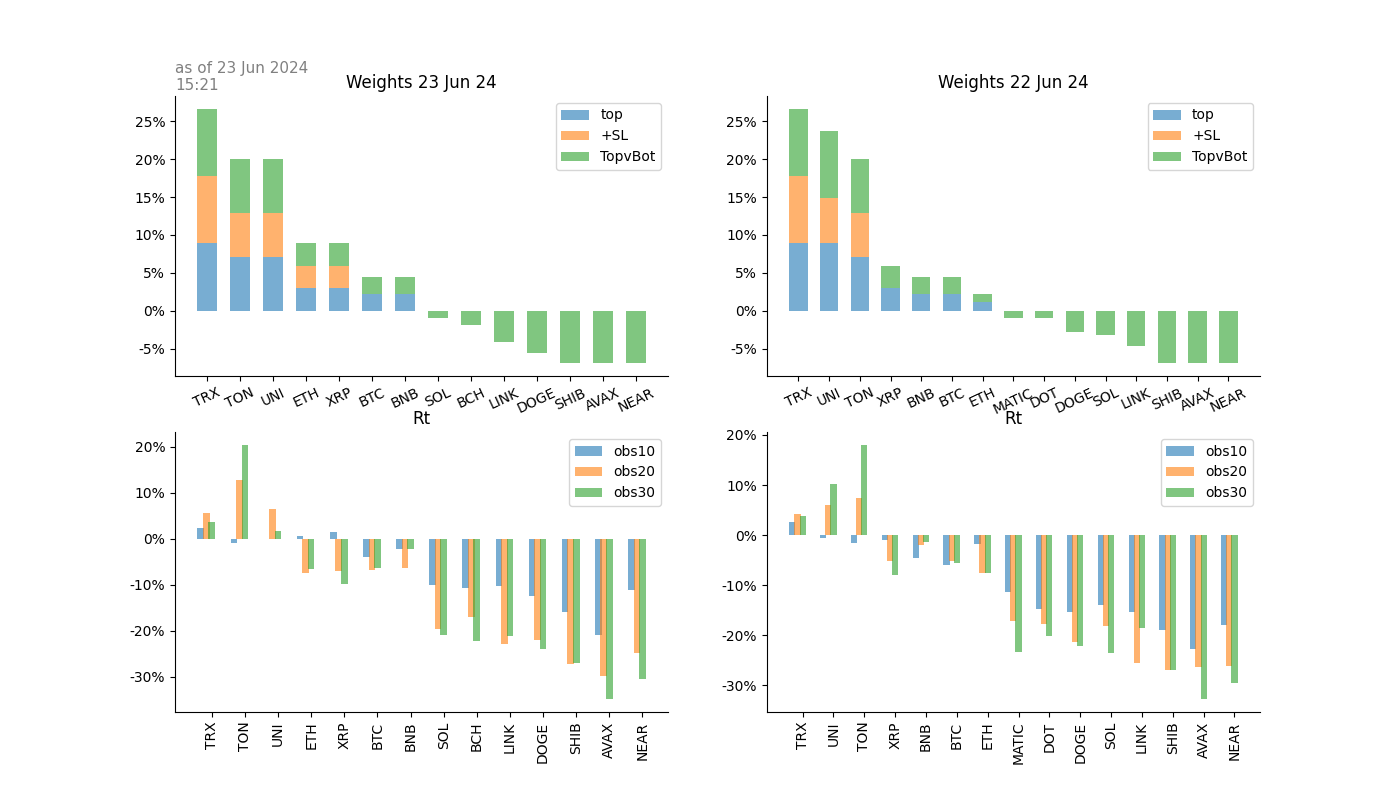 as of 23 Jun 2024
15:21
Weights 23 Jun 24
25%
20%
15%
10%
5%
0%
-5%
top
+SL
TopvBot
TRX TON UNI ETH XRP BTC BNB SOL BCH LINK DOGE SHIB AVAX NEAR
Weights 22 Jun 24
25%
20%
15%
10%
5%
0%
-5%
top
+SL
TopvBot
TRX UNI TON XRP BNB BTC ETH MATIC DOT DOGE SOL LINK SHIB AVAX NEAR
Rt
20%
10%
0%
-10%
-20%
-30%
obs10
obs20
obs30
TRX TON UNI ETH XRP BTC BNB SOL BCH LINK DOGE SHIB AVAX NEAR
Rt
20%
10%
0%
-10%
-20%
-30%
obs10
obs20
obs30
TRX UNI TON XRP BNB BTC ETH MATIC DOT DOGE SOL LINK SHIB AVAX NEAR